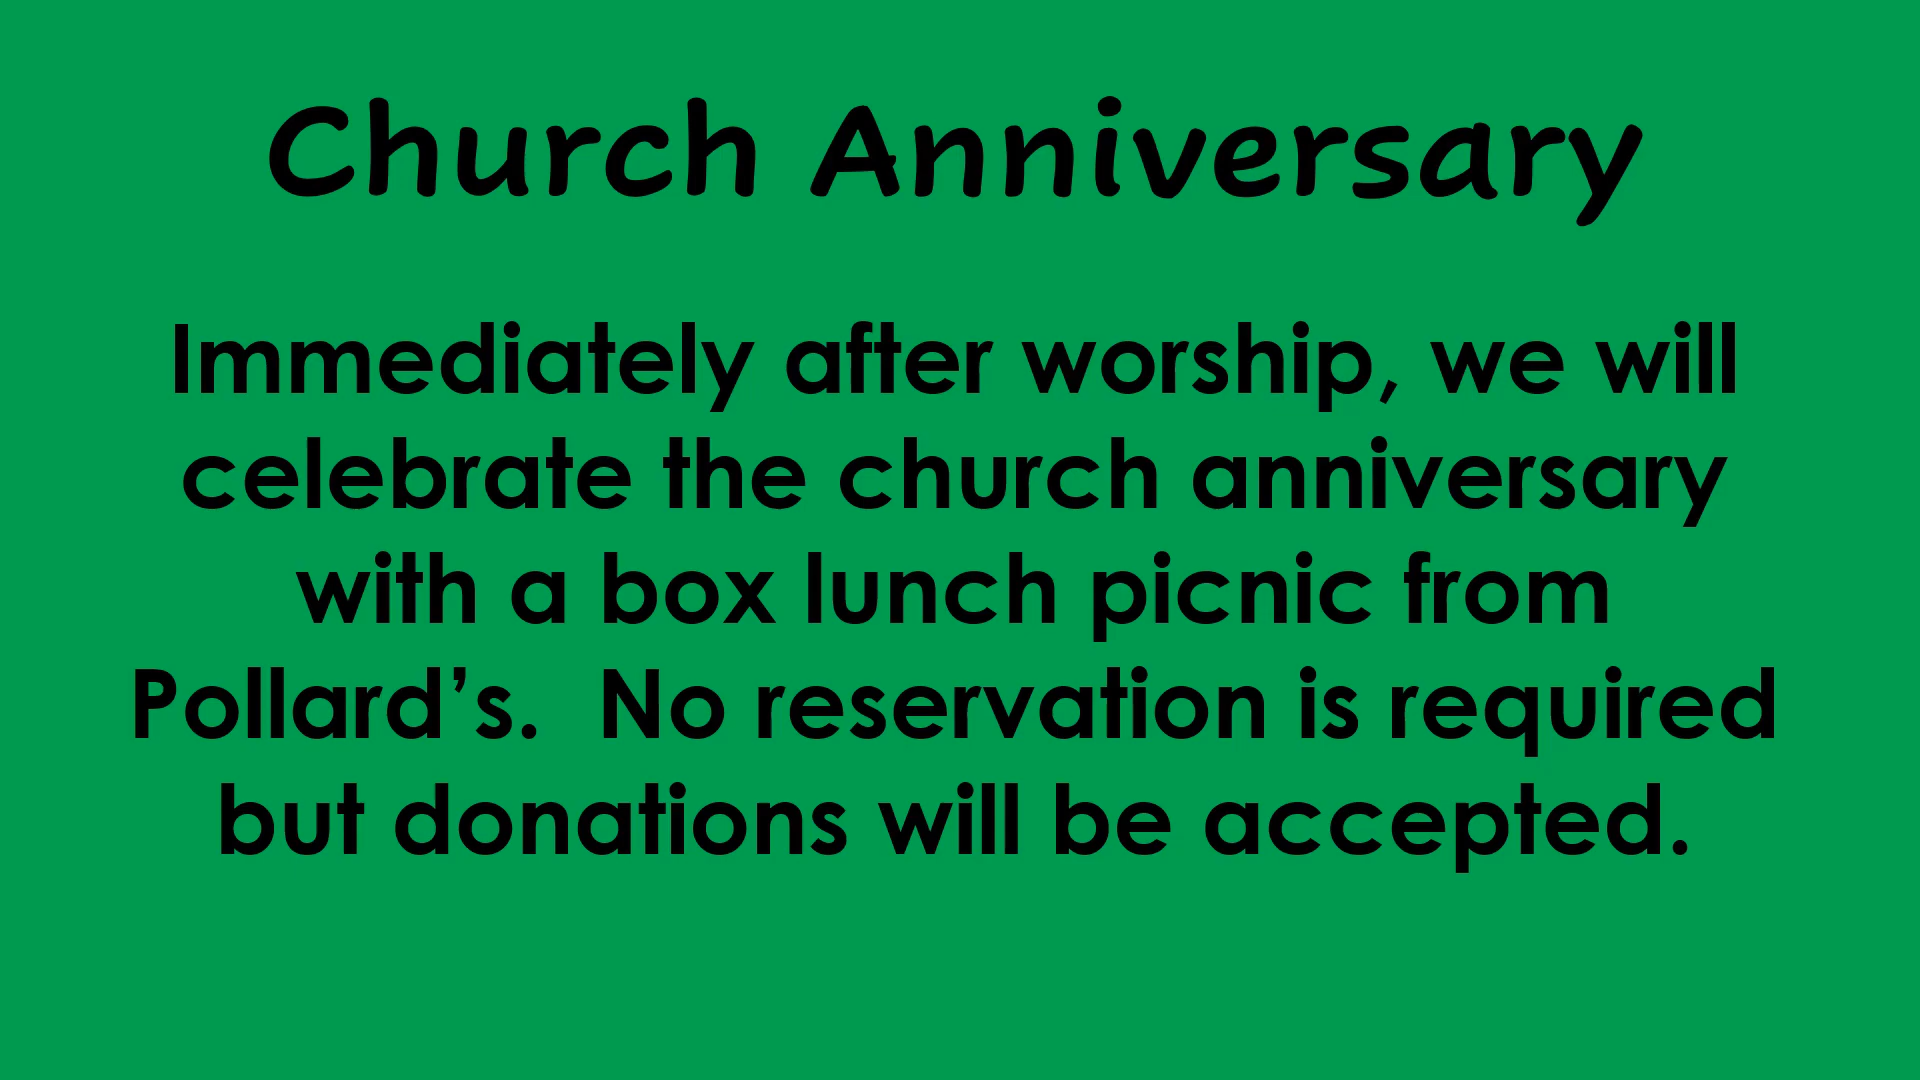 Church Anniversary
Immediately after worship, we will
celebrate the church anniversary
with a box lunch picnic from
Pollard’s.  No reservation is required
but donations will be accepted.